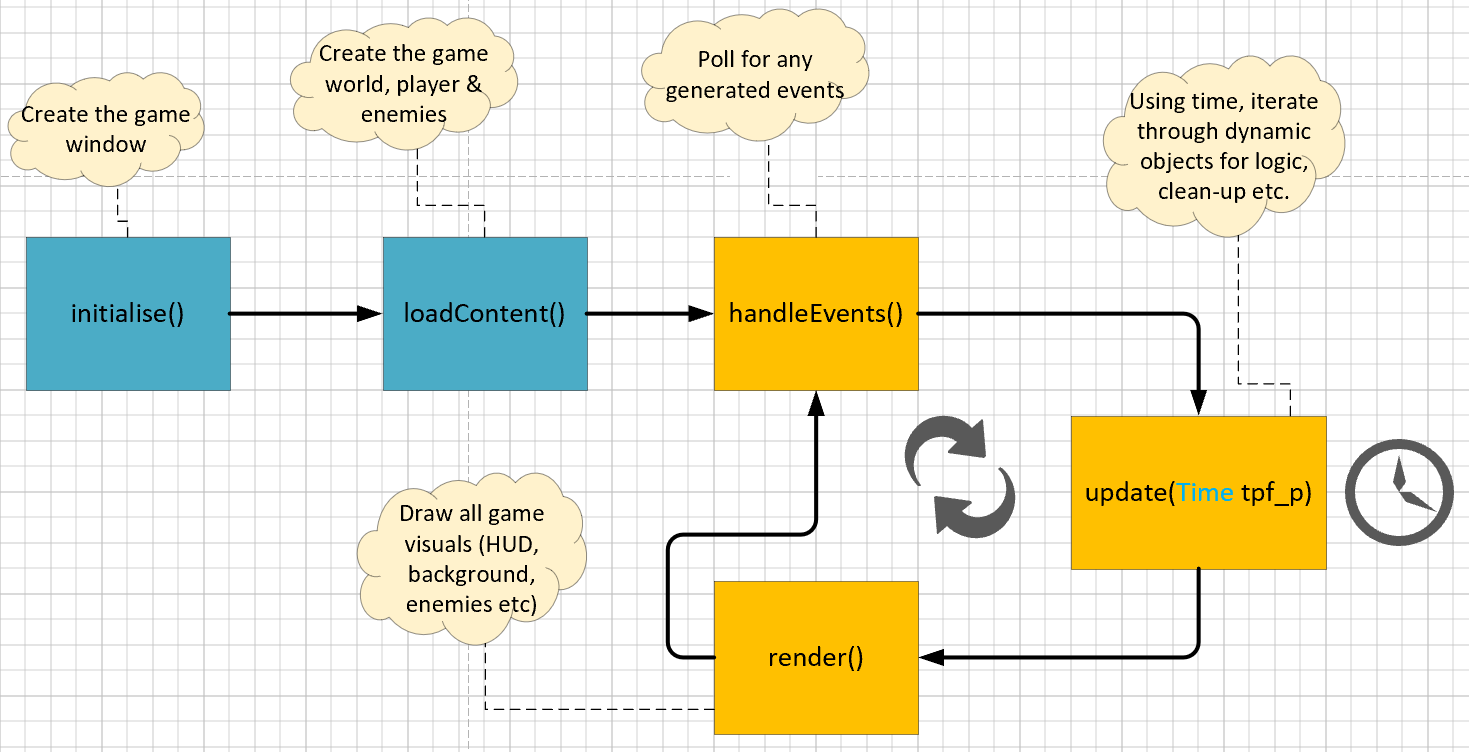 Create the game
window
Create the game
world, player &
enemies
Poll for any
generated events
Using time, iterate
through dynamic
objects for logic,
clean-up etc.
initialise()
loadContent()
handleEvents()
update(Time tpf_p)
Draw all game
visuals (HUD,
background,
enemies etc)
render()